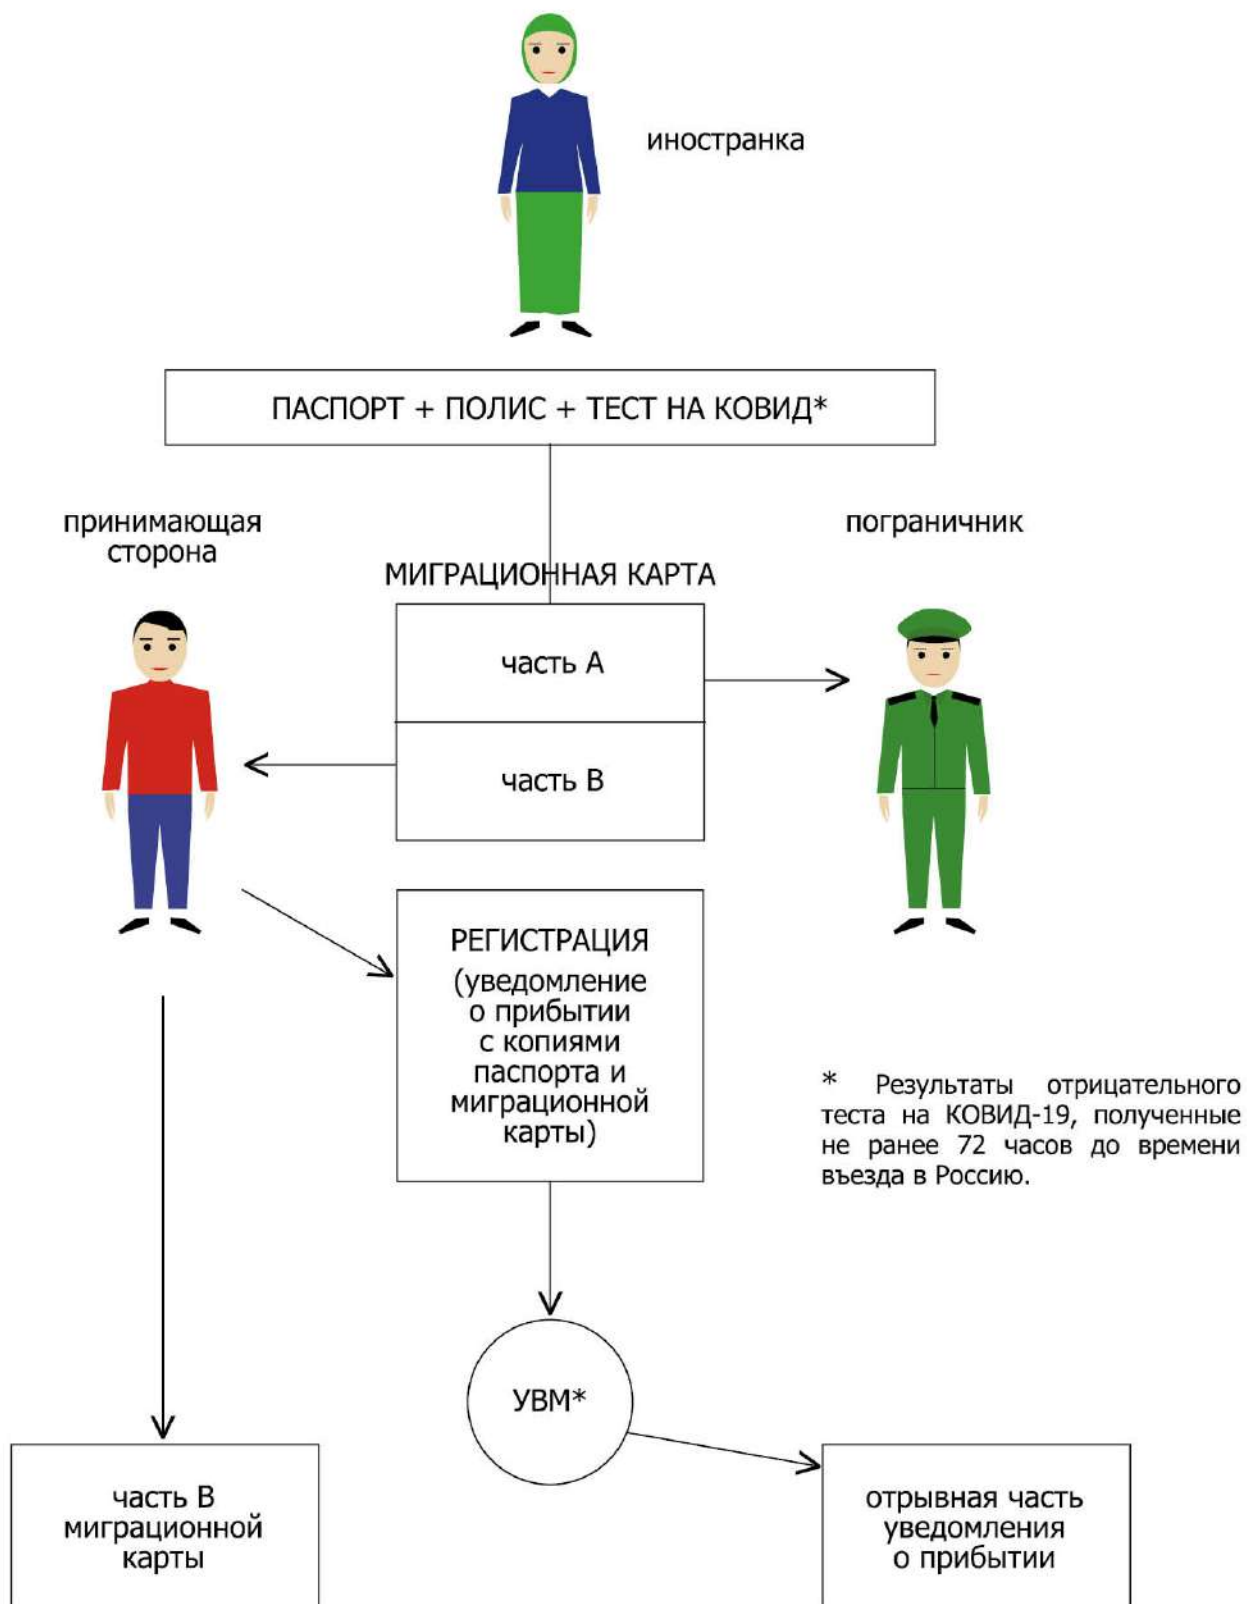 иностранка
ПАСПОРТ + ПОЛИС + ТЕСТ НА КОВИД*
принимающая
сторона
пограничник
МИГРАЦИОННАЯ КАРТА
часть А
часть В
РЕГИСТРАЦИЯ
(уведомление
о прибытии
с копиями
паспорта и
миграционной
карты)
* Результаты отрицательного
теста на КОВИД-19, полученные
не ранее 72 часов до времени
въезда в Россию.
УВМ*
часть В
миграционной
карты
отрывная часть
уведомления
о прибытии